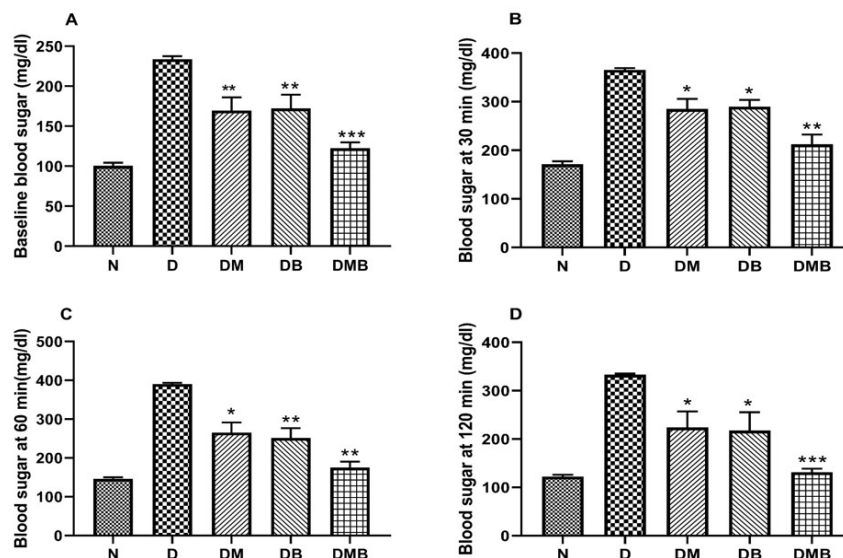 A
Baseline blood sugar (mg/dl)
250
200
150
100
50
0
**
**
***
N D DM DB DMB
B
Blood sugar at 30 min (mg/dl)
400
300
200
100
0
*
*
**
N D DM DB DMB
C
Blood sugar at 60 min(mg/dl)
500
400
300
200
100
0
*
**
**
N D DM DB DMB
D
Blood sugar at 120 min (mg/dl)
400
300
200
100
0
*
*
***
N D DM DB DMB